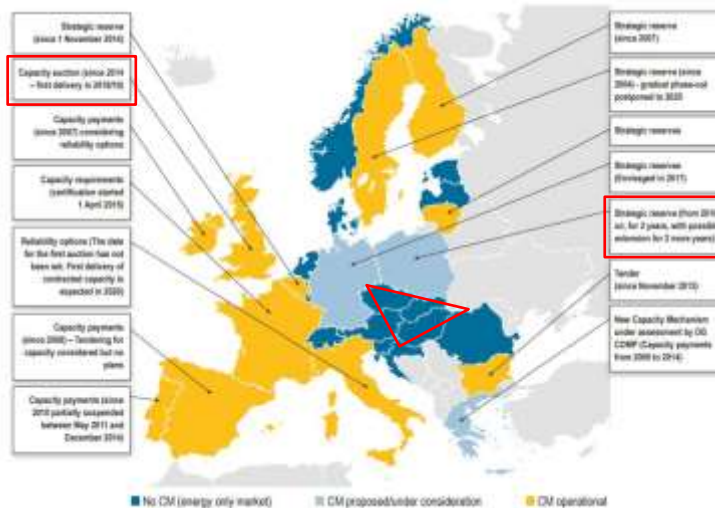 Strategic reserve
(since 1 November 2014)
Capacity auction (since 2014
– first delivery in 2018/19)
Capacity payments
(since 2007) considering
reliability options
Capacity requirements
(certification started
1 April 2015)
Reliability options (The date
for the first auction has not
been set. First delivery of
contracted capacity is
expected in 2020)
Capacity payments
(since 2008) – Tendering for
capacity considered but no
plans
Capacity payments (since
2010 partially suspended
between May 2011 and
December 2014)
Strategic reserve
(since 2007)
Strategic reserve (since
2004) - gradual phase-out
postponed to 2020
Strategic reserves
Strategic reserves
(Envisaged in 2017)
Strategic reserve (from 2016
on, for 2 years, with possible
extension for 2 more years)
Tender
(since November 2013)
New Capacity Mechanism
under assessment by DG
COMP (Capacity payments
from 2006 to 2014)
No CM (energy only market)
CM proposed/under consideration
CM operational